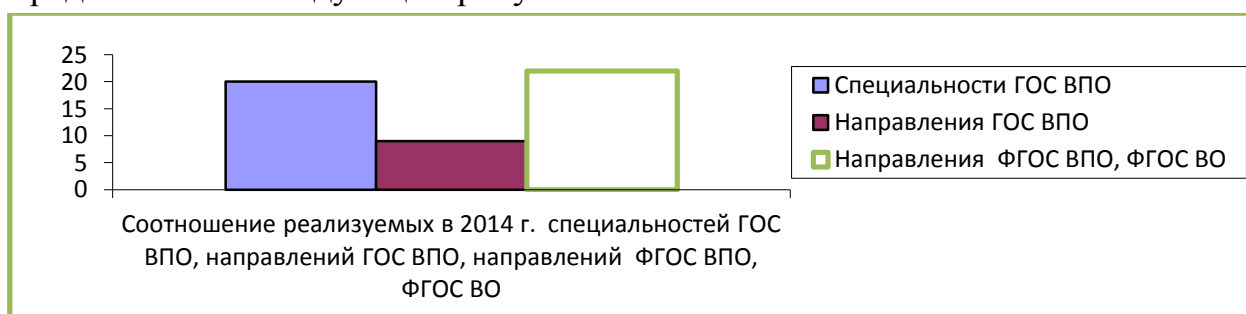 25
20
15
10
5
0
Специальности ГОС ВПО
Направления ГОС ВПО
Направления ФГОС ВПО, ФГОС ВО
Соотношение реализуемых в 2014 г. специальностей ГОС
ВПО, направлений ГОС ВПО, направлений ФГОС ВПО,
ФГОС ВО